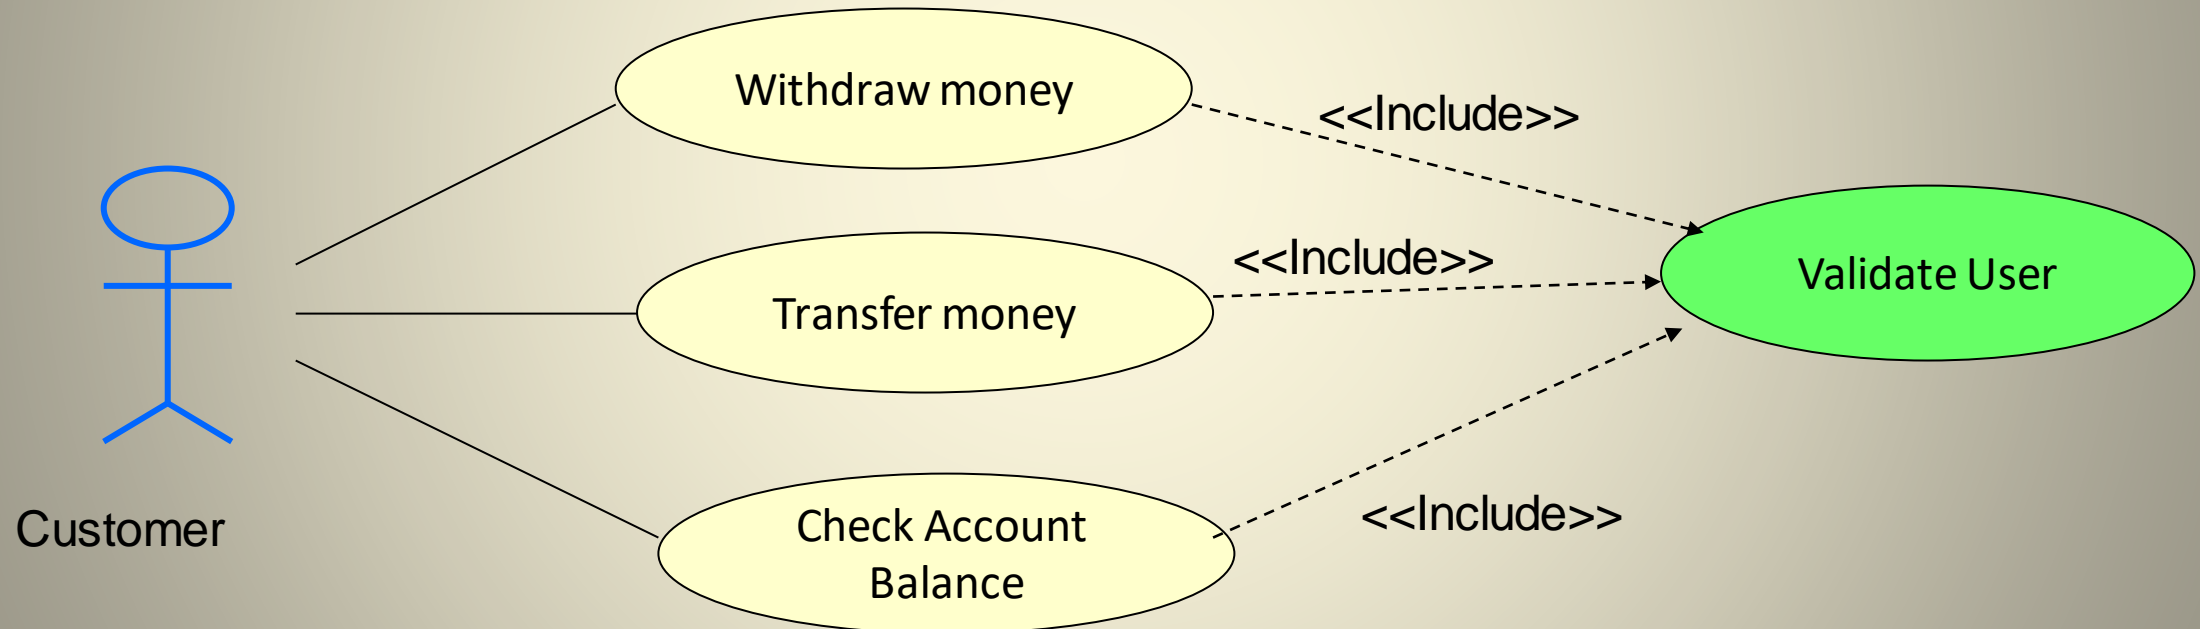 Withdraw money
<<Include>>
<<Include>>
Validate User
Transfer money
Customer
Check Account
Balance
<<Include>>